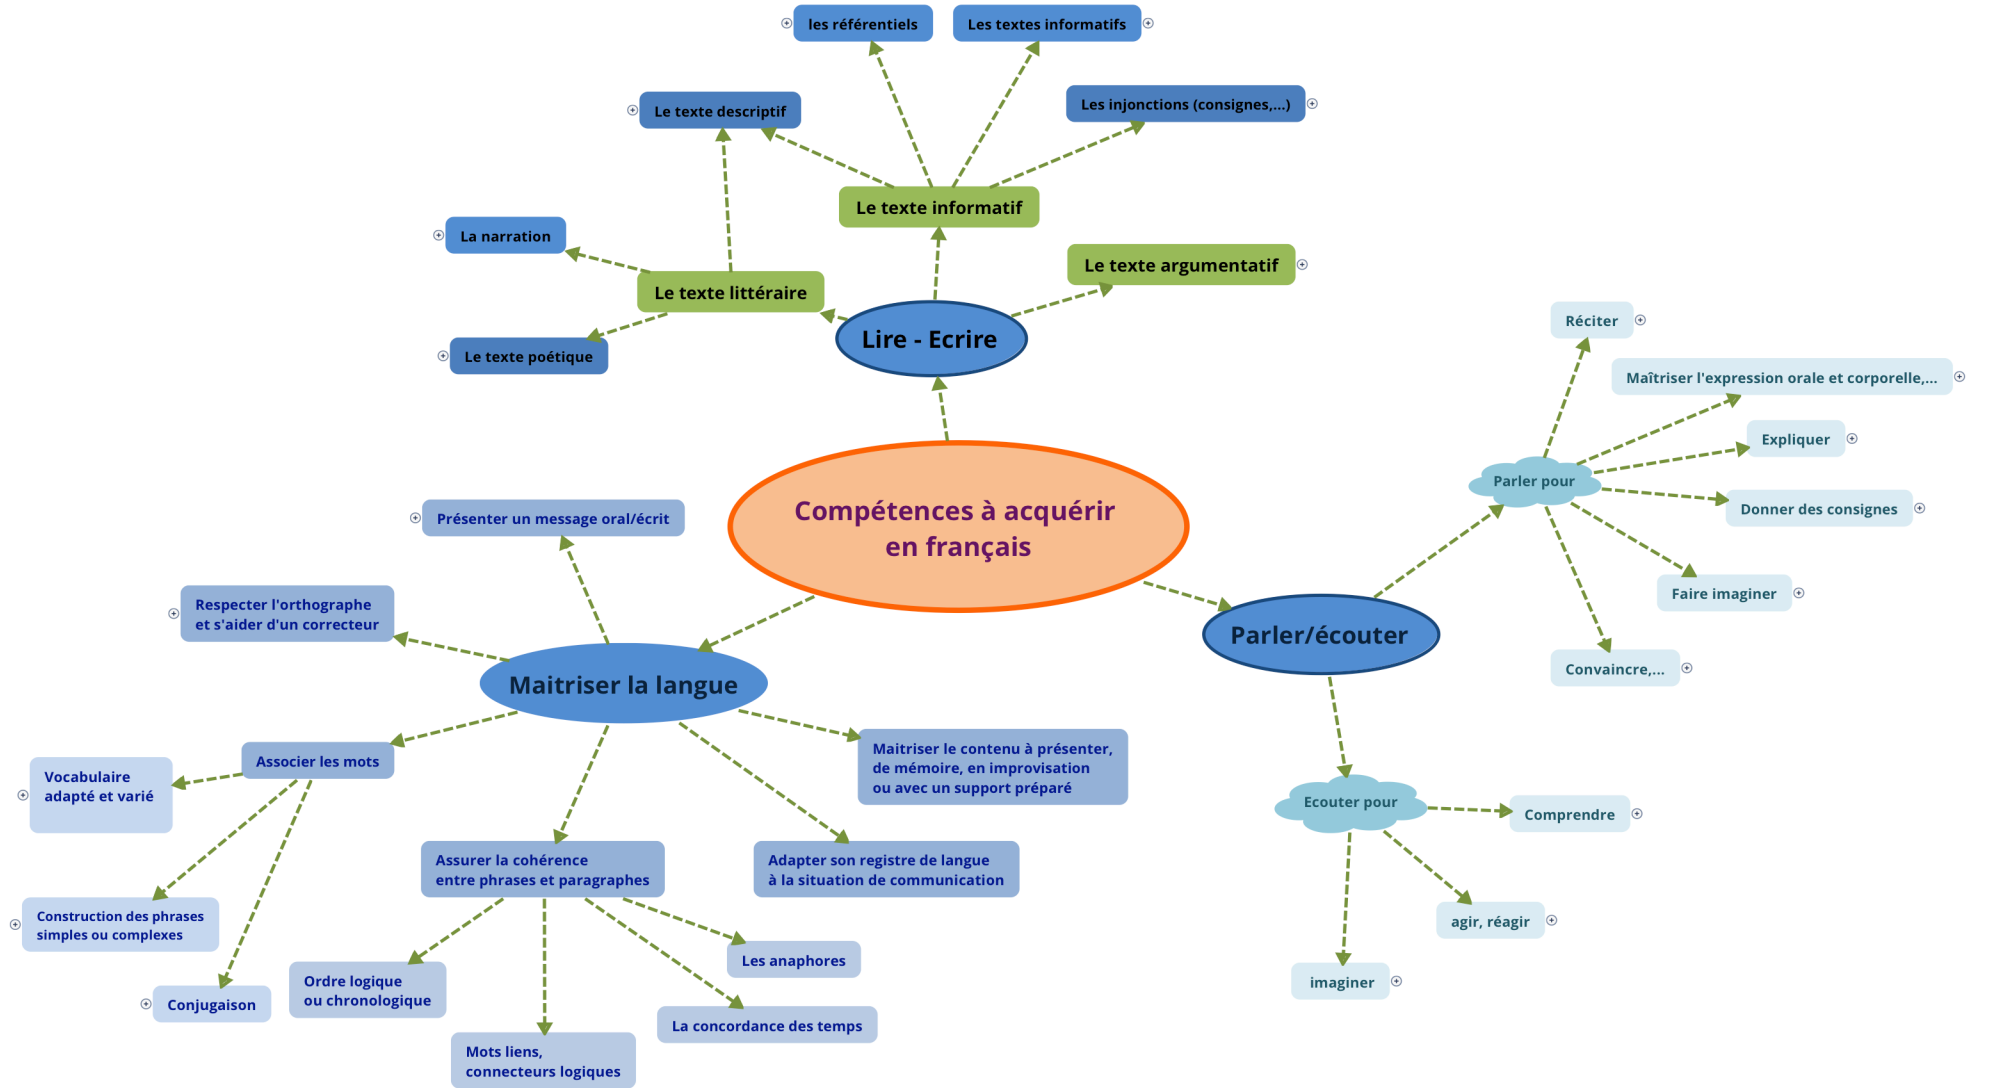 les référentiels
Les textes informatifs
Le texte descriptif
Les injonctions (consignes,...)
Le texte informatif
La narration
Le texte argumentatif
Le texte littéraire
Lire - Ecrire
Le texte poétique
Réciter
Maîtriser l'expression orale et corporelle,...
Expliquer
Parler pour
Donner des consignes
Faire imaginer
Convaincre,...
Compétences à acquérir
en français
Présenter un message oral/écrit
Respecter l'orthographe
et s'aider d'un correcteur
Parler/écouter
Maitriser la langue
Associer les mots
Vocabulaire
adapté et varié
Maitriser le contenu à présenter,
de mémoire, en improvisation
ou avec un support préparé
Ecouter pour
Comprendre
agir, réagir
imaginer
Assurer la cohérence
entre phrases et paragraphes
Adapter son registre de langue
à la situation de communication
Construction des phrases
simples ou complexes
Conjugaison
Ordre logique
ou chronologique
Les anaphores
La concordance des temps
Mots liens,
connecteurs logiques